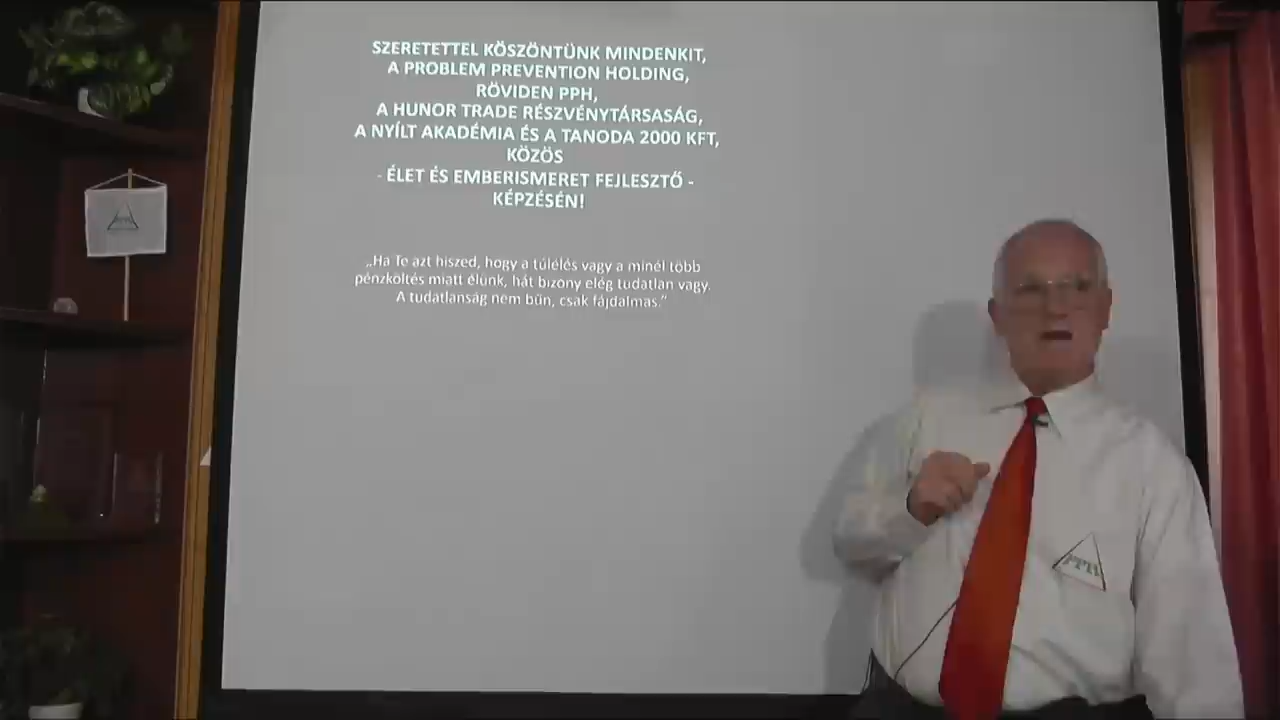 SZERETETTEL KÖSZÖNTÜNK MINDENKIT,
A PROBLEM PREVENTION HOLDING,
RÖVIDEN PPH,
A HUNOR TRADE RÉSZVÉNYTÁRSASÁG,
A NYÍLT AKADÉMIA ÉS A TANODA 2000 KFT,
KÖZÖS
- ÉLET ÉS EMBERISMERET FEJLESZTŐ -
KÉPZÉSÉN!
„Ha Te azt hiszed, hogy a túlélés vagy a minél több
pénzköltés miatt élünk, hát bizony elég tudatlan vagy.
A tudatlanság nem bűn, csak fájdalmas.”
PPH
PPH